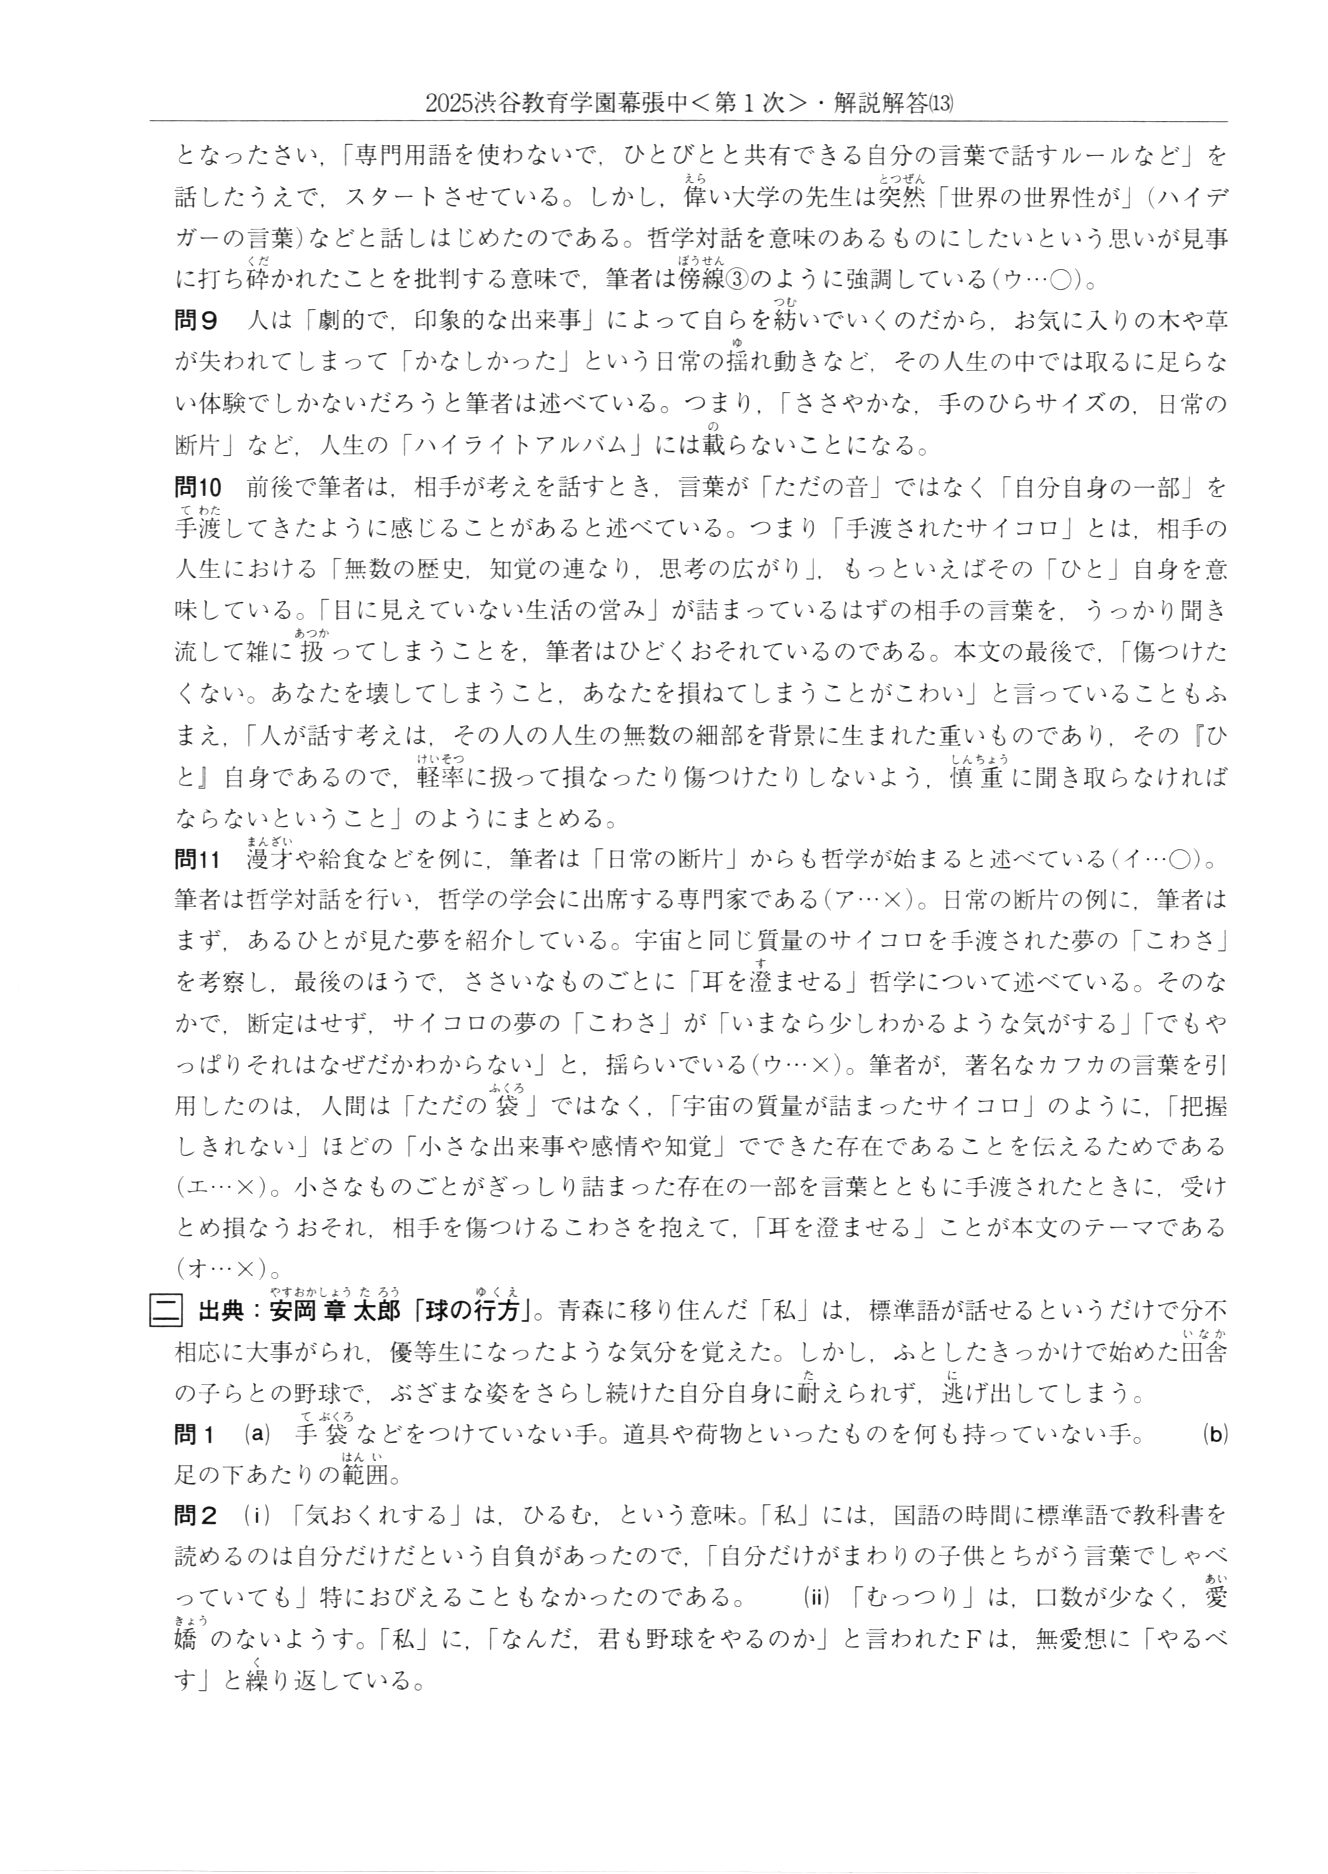 2025渋谷教育学園幕張中＜第１次＞・解説解答⒀
となったさい，「専門用語を使わないで，ひとびとと共有できる自分の言葉で話すルールなど」を
話したうえで，スタートさせている。しかし，偉い大学の先生は突然「世界の世界性が」（ハイデ
ガーの言葉）などと話しはじめたのである。哲学対話を意味のあるものにしたいという思いが見事
に打ち砕かれたことを批判する意味で，筆者は傍線③のように強調している（ウ…○）。
問９　人は「劇的で，印象的な出来事」によって自らを紡いでいくのだから，お気に入りの木や草
が失われてしまって「かなしかった」という日常の揺れ動きなど，その人生の中では取るに足らな
い体験でしかないだろうと筆者は述べている。つまり，「ささやかな，手のひらサイズの，日常の
断片」など，人生の「ハイライトアルバム」には載らないことになる。
問10　前後で筆者は，相手が考えを話すとき，言葉が「ただの音」ではなく「自分自身の一部」を
手渡してきたように感じることがあると述べている。つまり「手渡されたサイコロ」とは，相手の
人生における「無数の歴史，知覚の連なり，思考の広がり」，もっといえばその「ひと」自身を意
味している。「目に見えていない生活の営み」が詰まっているはずの相手の言葉を，うっかり聞き
流して雑に扱ってしまうことを，筆者はひどくおそれているのである。本文の最後で，「傷つけた
くない。あなたを壊してしまうこと，あなたを損ねてしまうことがこわい」と言っていることもふ
まえ，「人が話す考えは，その人の人生の無数の細部を背景に生まれた重いものであり，その『ひ
と』自身であるので，軽率に扱って損なったり傷つけたりしないよう，慎重に聞き取らなければ
ならないということ」のようにまとめる。
問11　漫才や給食などを例に，筆者は「日常の断片」からも哲学が始まると述べている（イ…○）。
筆者は哲学対話を行い，哲学の学会に出席する専門家である（ア…×）。日常の断片の例に，筆者は
まず，あるひとが見た夢を紹介している。宇宙と同じ質量のサイコロを手渡された夢の「こわさ」
を考察し，最後のほうで，ささいなものごとに「耳を澄ませる」哲学について述べている。そのな
かで，断定はせず，サイコロの夢の「こわさ」が「いまなら少しわかるような気がする」「でもや
っぱりそれはなぜだかわからない」と，揺らいでいる（ウ…×）。筆者が，著名なカフカの言葉を引
用したのは，人間は「ただの袋」ではなく，「宇宙の質量が詰まったサイコロ」のように，「把握
しきれない」ほどの「小さな出来事や感情や知覚」でできた存在であることを伝えるためである
（エ…×）。小さなものごとがぎっしり詰まった存在の一部を言葉とともに手渡されたときに，受け
とめ損なうおそれ，相手を傷つけるこわさを抱えて，「耳を澄ませる」ことが本文のテーマである
（オ…×）。
二　出典：安岡章太郎「球の行方」。青森に移り住んだ「私」は，標準語が話せるというだけで分不
相応に大事がられ，優等生になったような気分を覚えた。しかし，ふとしたきっかけで始めた田舎
の子らとの野球で，ぶざまな姿をさらし続けた自分自身に耐えられず，逃げ出してしまう。
問１　(a)　手袋などをつけていない手。道具や荷物といったものを何も持っていない手。　　(b)
足の下あたりの範囲。
問２　(i)　「気おくれする」は，ひるむ，という意味。「私」には，国語の時間に標準語で教科書を
読めるのは自分だけだという自負があったので，「自分だけがまわりの子供とちがう言葉でしゃべ
っていても」特におびえることもなかったのである。　　(ii)　「むっつり」は，口数が少なく，愛
嬌のないようす。「私」に，「なんだ，君も野球をやるのか」と言われたＦは，無愛想に「やるべ
す」と繰り返している。